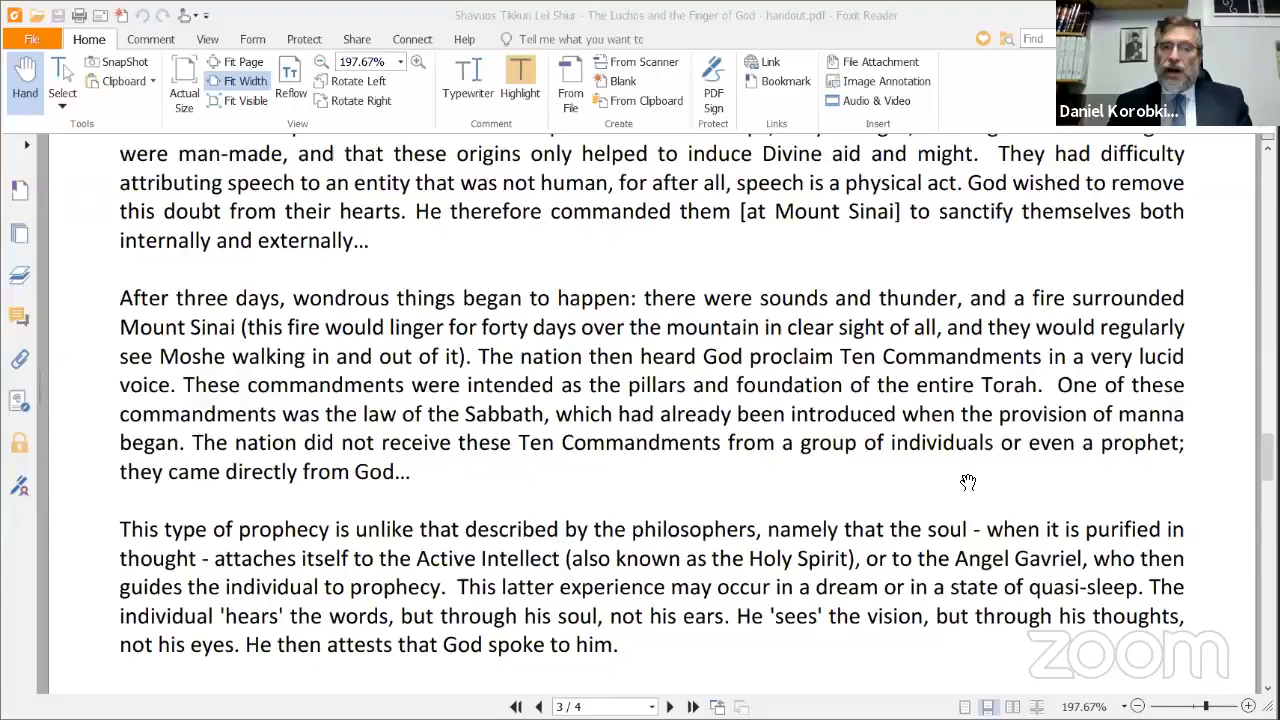 Shavuos Tikkun Lei Shiur - The Luchos and the Finger of God - handout.pdf - Foxit Reader
File Home Comment View Form Protect Share Connect Help Tell me what you want to Find
SnapShot
Clipboard
Hand Select
Tools
Actual Size
Fit Page
Fit Width
Fit Visible
Reflow
197.67%
Rotate Left
Rotate Right
View
Typewriter Highlight
Comment
From File
From Scanner
Blank
From Clipboard
Create
PDF Sign
Protect
Link
Bookmark
Links
File Attachment
Image Annotation
Audio & Video
Insert
Daniel Korobki...
were man-made, and that these origins only helped to induce Divine aid and might. They had difficulty
attributing speech to an entity that was not human, for after all, speech is a physical act. God wished to remove
this doubt from their hearts. He therefore commanded them [at Mount Sinai] to sanctify themselves both
internally and externally…
After three days, wondrous things began to happen: there were sounds and thunder, and a fire surrounded
Mount Sinai (this fire would linger for forty days over the mountain in clear sight of all, and they would regularly
see Moshe walking in and out of it). The nation then heard God proclaim Ten Commandments in a very lucid
voice. These commandments were intended as the pillars and foundation of the entire Torah. One of these
commandments was the law of the Sabbath, which had already been introduced when the provision of manna
began. The nation did not receive these Ten Commandments from a group of individuals or even a prophet;
they came directly from God…
This type of prophecy is unlike that described by the philosophers, namely that the soul - when it is purified in
thought - attaches itself to the Active Intellect (also known as the Holy Spirit), or to the Angel Gavriel, who then
guides the individual to prophecy. This latter experience may occur in a dream or in a state of quasi-sleep. The
individual 'hears' the words, but through his soul, not his ears. He 'sees' the vision, but through his thoughts,
not his eyes. He then attests that God spoke to him.
zoom
3 / 4
197.67%